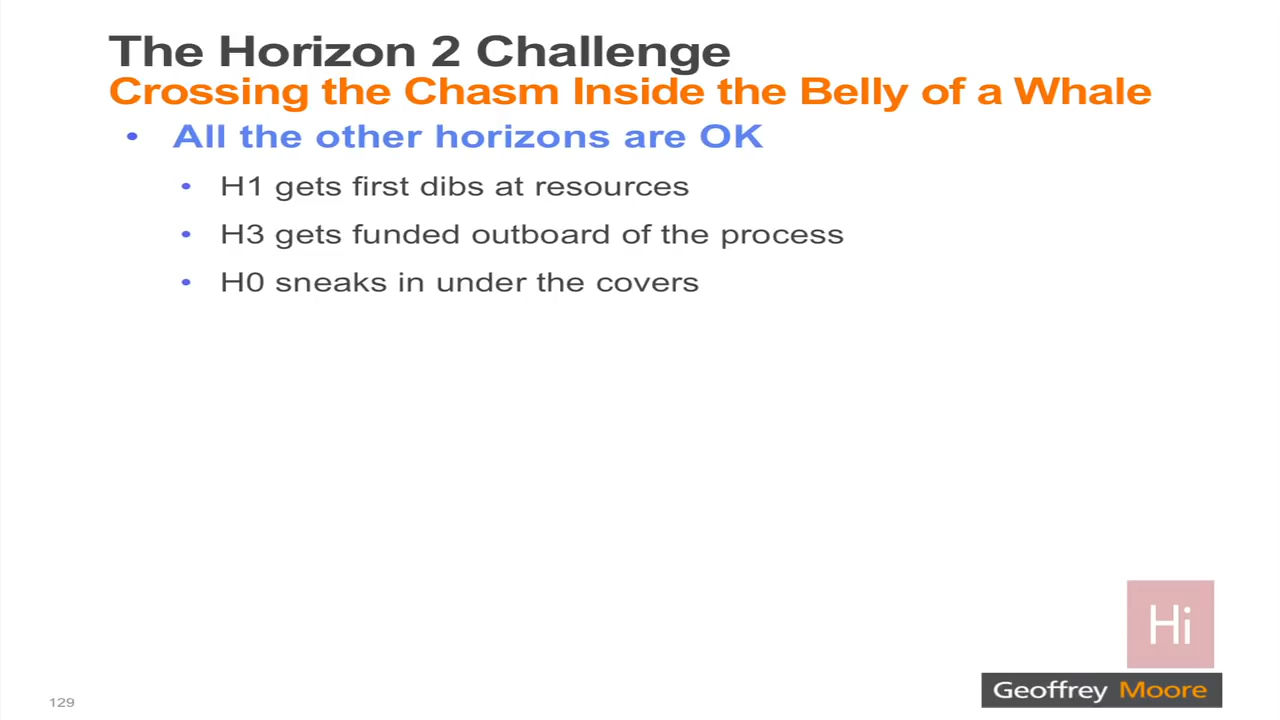 The Horizon 2 Challenge
Crossing the Chasm Inside the Belly of a Whale
• All the other horizons are OK
• H1 gets first dibs at resources
• H3 gets funded outboard of the process
• H0 sneaks in under the covers
Hi
Geoffrey Moore
129